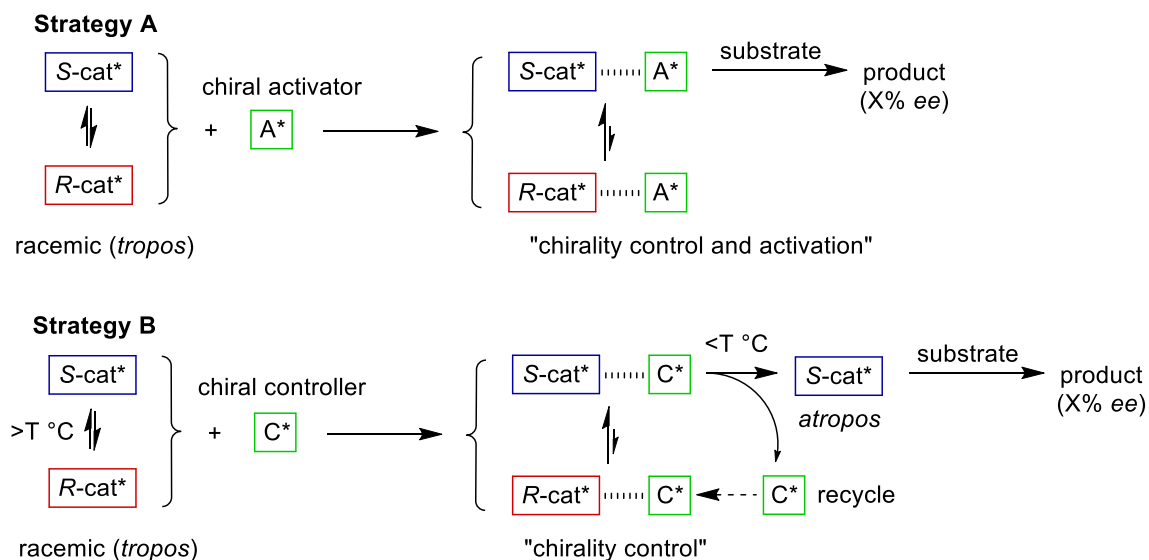 Strategy A
S-cat*
R-cat*
racemic (tropos)
chiral activator
+ A*
S-cat* A*
R-cat* A*
"chirality control and activation"
substrate
product
(X% ee)
Strategy B
S-cat*
>T °C
R-cat*
racemic (tropos)
chiral controller
+ C*
S-cat* C*
R-cat* C*
"chirality control"
<T °C
S-cat*
atropos
C* recycle
substrate
product
(X% ee)